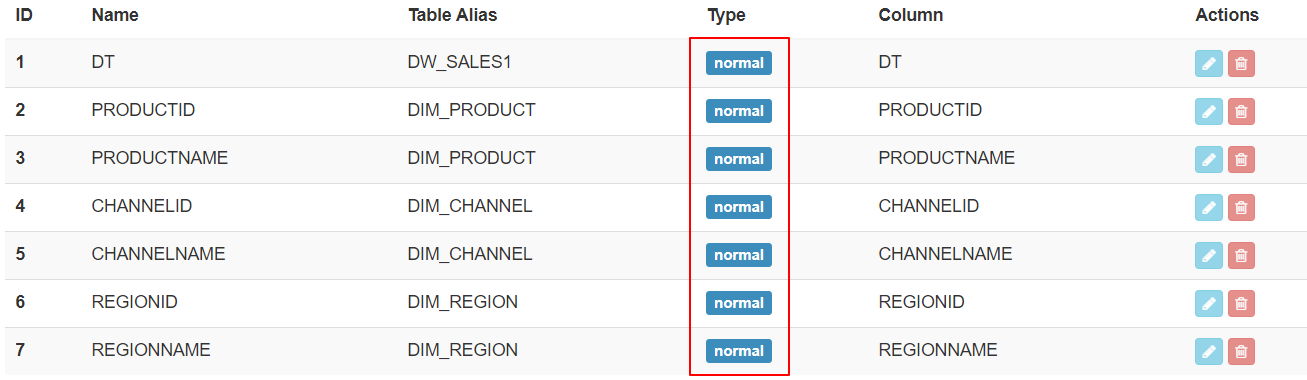 ID Name Table Alias Type Column Actions
1 DT DW_SALES1 normal DT
2 PRODUCTID DIM_PRODUCT normal PRODUCTID
3 PRODUCTNAME DIM_PRODUCT normal PRODUCTNAME
4 CHANNELID DIM_CHANNEL normal CHANNELID
5 CHANNELNAME DIM_CHANNEL normal CHANNELNAME
6 REGIONID DIM_REGION normal REGIONID
7 REGIONNAME DIM_REGION normal REGIONNAME